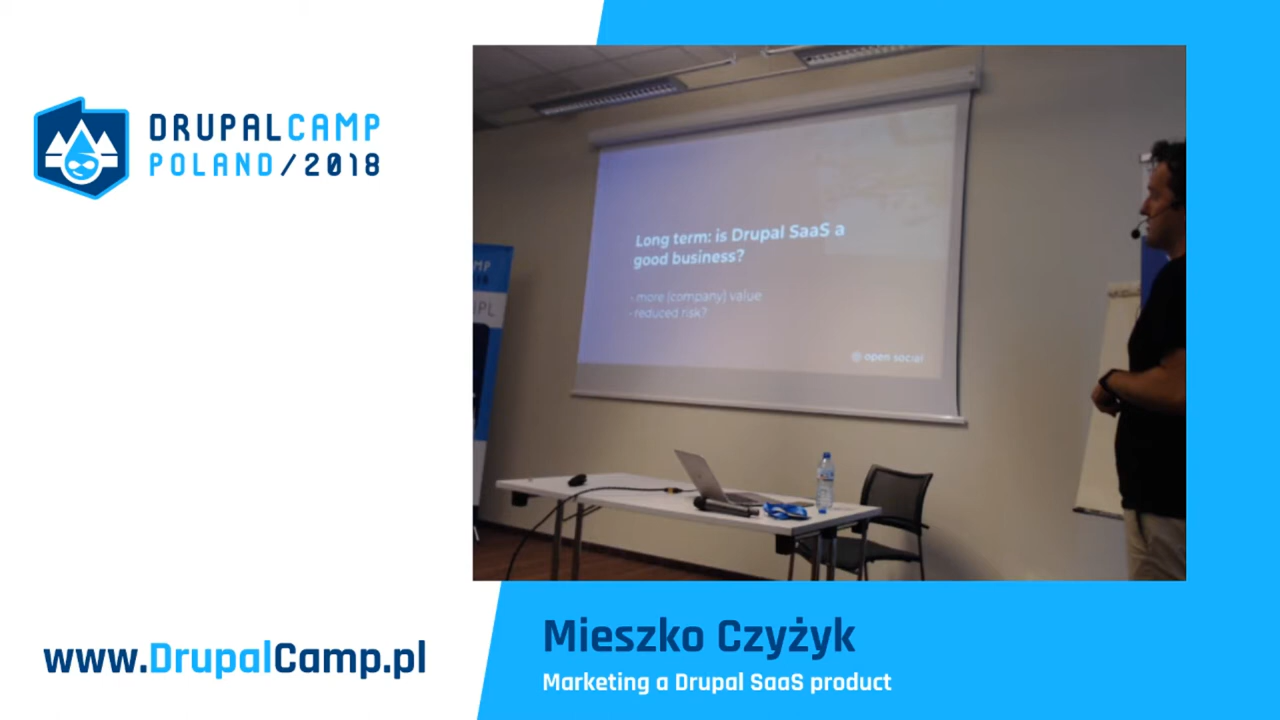 DRUPALCAMP
POLAND/2018
Long term: is Drupal SaaS a
good business?
- more (company) value
- reduced risk?
open social
www.DrupalCamp.pl
Mieszko Czyżyk
Marketing a Drupal SaaS product